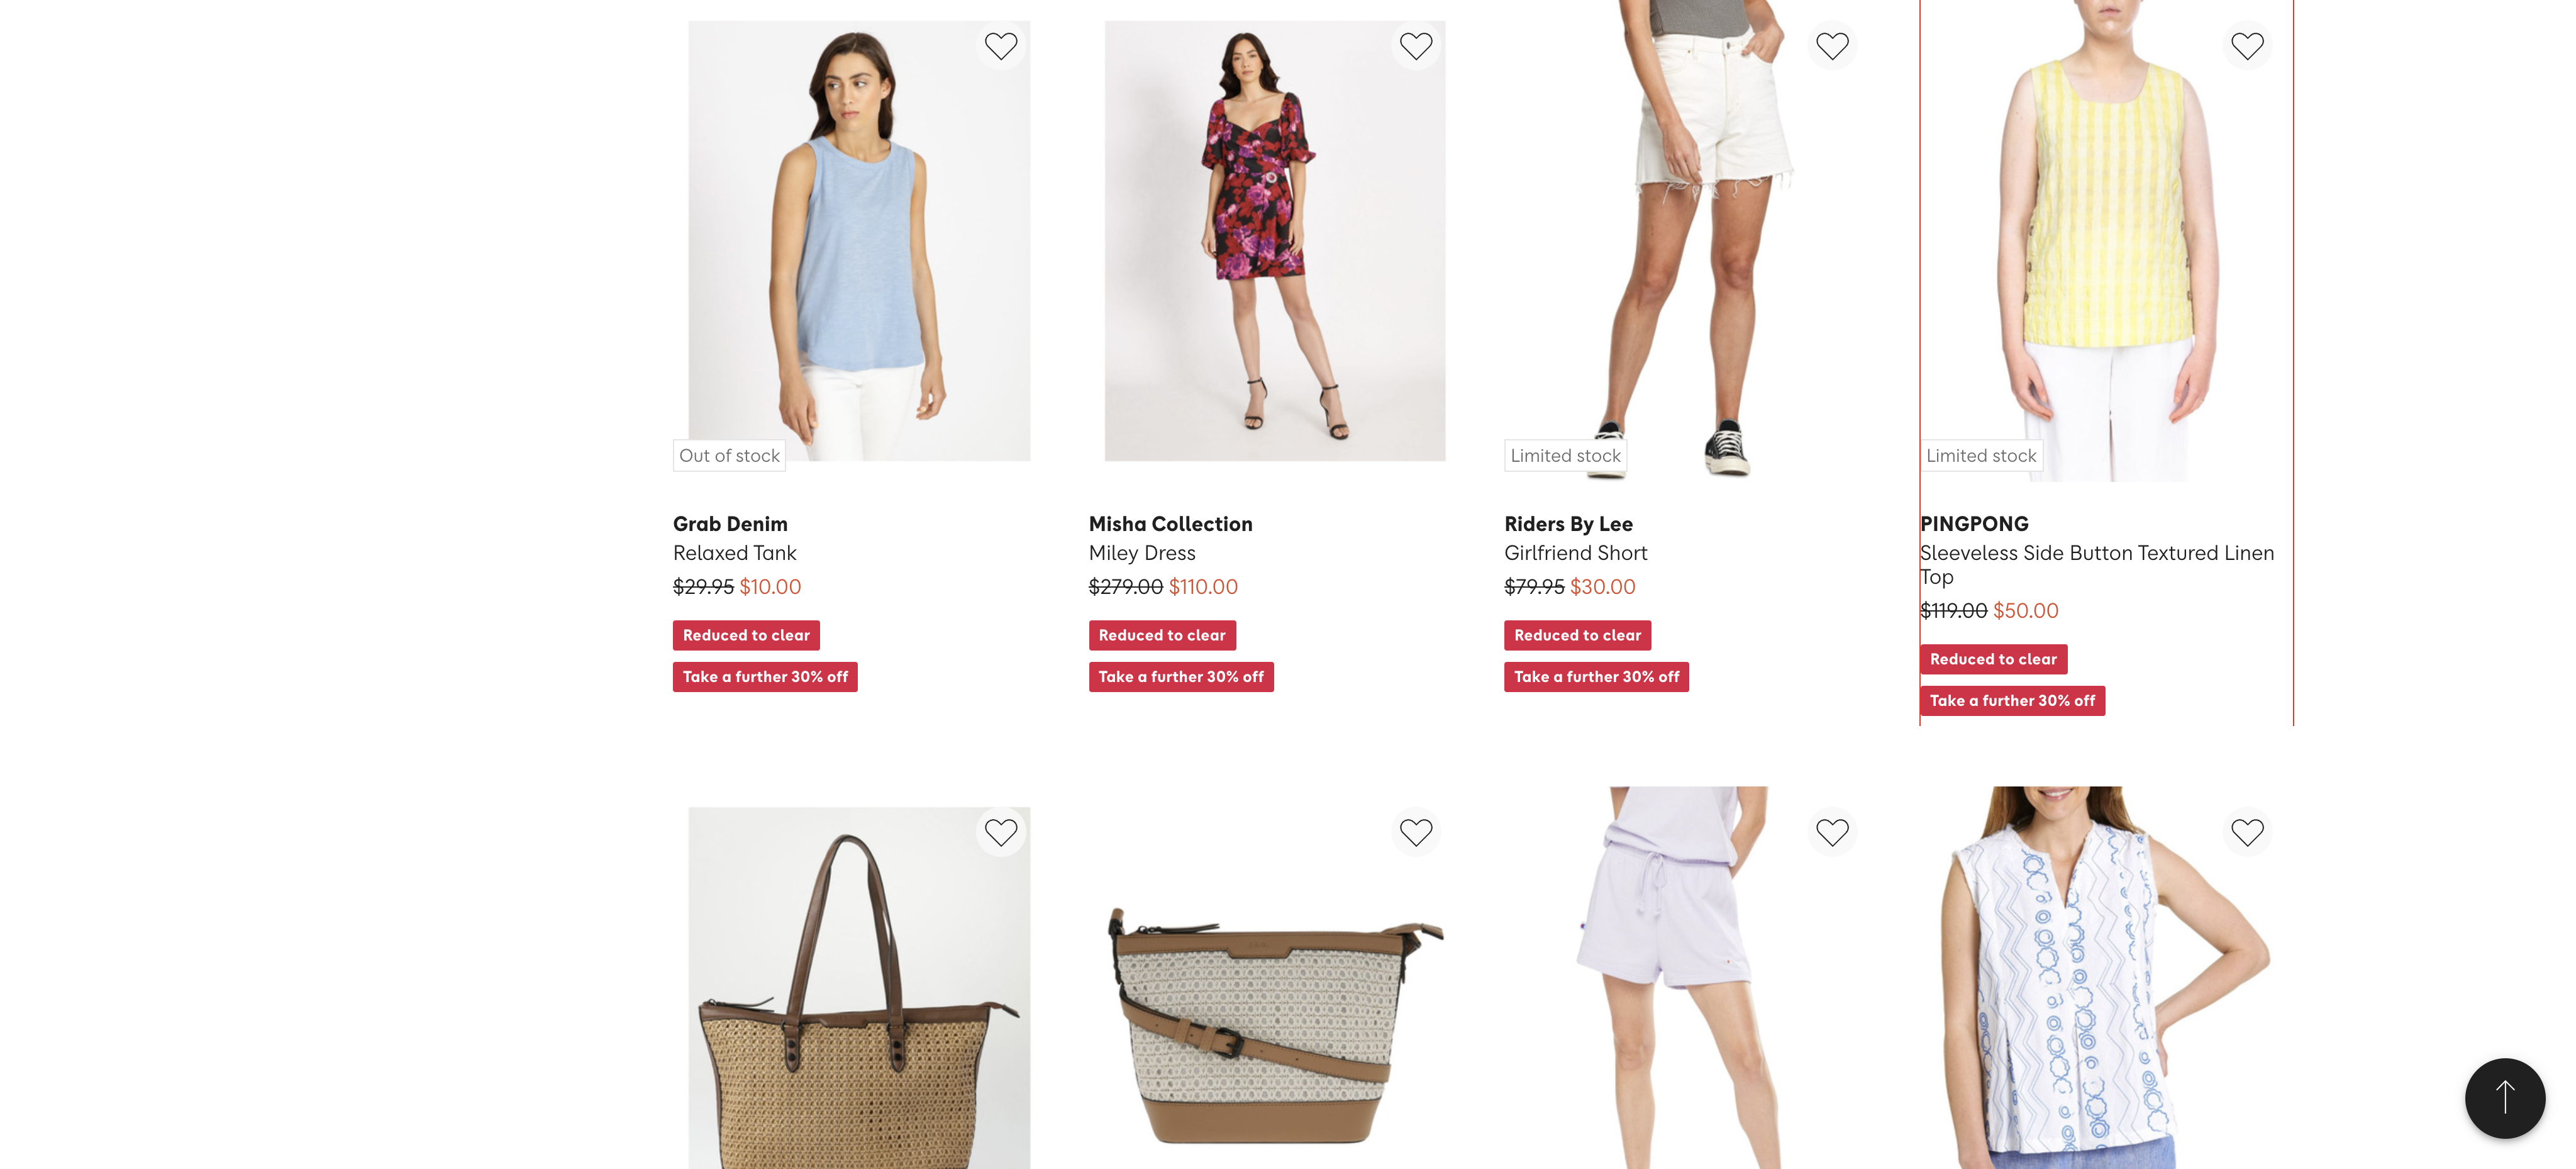 Out of stock
Limited stock
Limited stock
Grab Denim
Relaxed Tank
$29.95 $10.00
Reduced to clear
Take a further 30% off
Misha Collection
Miley Dress
$279.00 $110.00
Reduced to clear
Take a further 30% off
Riders By Lee
Girlfriend Short
$79.95 $30.00
Reduced to clear
Take a further 30% off
PINGPONG
Sleeveless Side Button Textured Linen
Top
$119.00 $50.00
Reduced to clear
Take a further 30% off